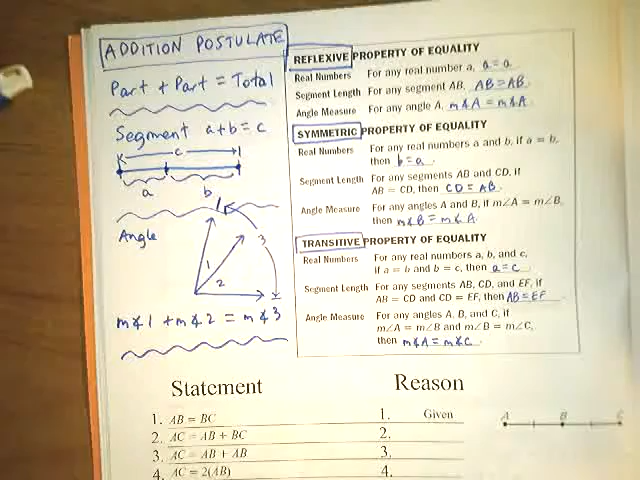 ADDITION POSTULATE
Part + Part = Total
Segment a+b=c
c
a
b
Angle
1
2
3
m∡1 + m∡2 = m∡3
REFLEXIVE PROPERTY OF EQUALITY
Real Numbers For any real number a, a = a.
Segment Length For any segment AB, AB = AB.
Angle Measure For any angle A, m∡A = m∡A.
SYMMETRIC PROPERTY OF EQUALITY
Real Numbers For any real numbers a and b, if a = b,
then b = a.
Segment Length For any segments AB and CD, if
AB = CD, then CD = AB.
Angle Measure For any angles A and B, if m∠A = m∠B,
then m∡B = m∡A.
TRANSITIVE PROPERTY OF EQUALITY
Real Numbers For any real numbers a, b, and c,
if a = b and b = c, then a = c.
Segment Length For any segments AB, CD, and EF, if
AB = CD and CD = EF, then AB = EF.
Angle Measure For any angles A, B, and C, if
m∠A = m∠B and m∠B = m∠C,
then m∡A = m∡C.
Statement Reason
1. AB = BC 1. Given
2. AC = AB + BC 2.
3. AC = AB + AB 3.
4. AC = 2(AB) 4.
A B C